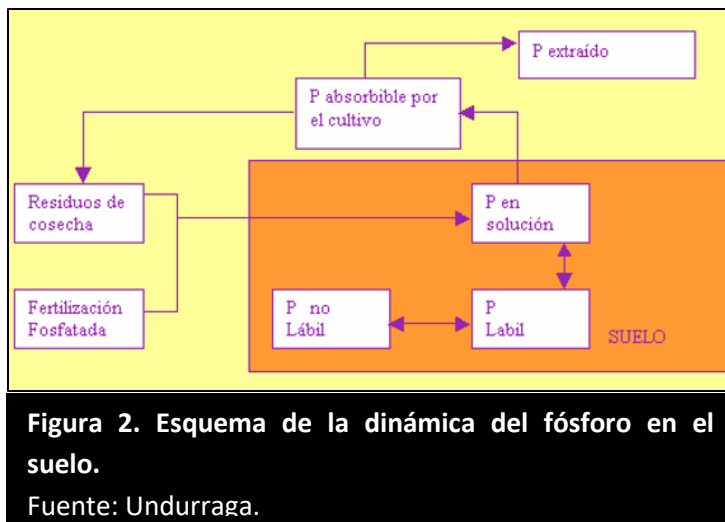 P extraído
P absorbible por
el cultivo
Residuos de
cosecha
P en
solución
Fertilización
Fosfatada
P no
Lábil
P
Labil
SUELO
Figura 2. Esquema de la dinámica del fósforo en el
suelo.
Fuente: Undurraga.